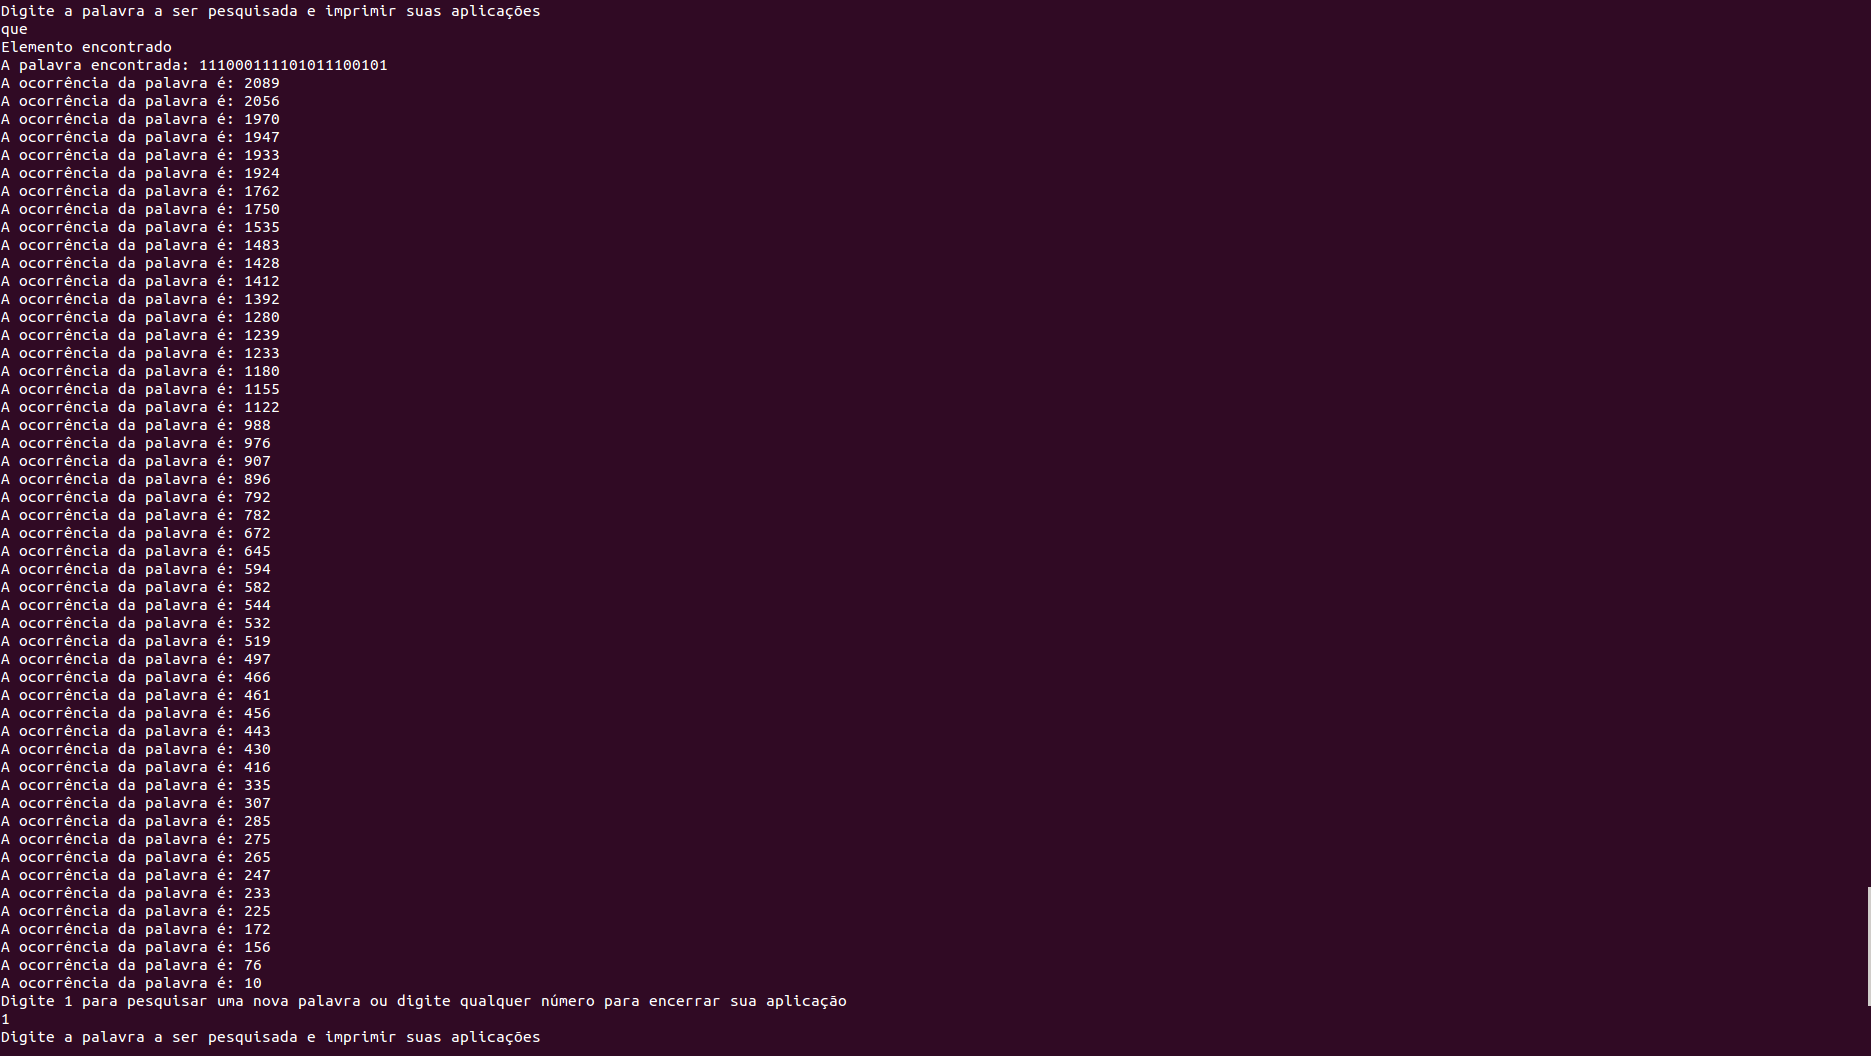 Digite a palavra a ser pesquisada e imprimir suas aplicações
que
Elemento encontrado
A palavra encontrada: 111000111101011100101
A ocorrência da palavra é: 2089
A ocorrência da palavra é: 2056
A ocorrência da palavra é: 1970
A ocorrência da palavra é: 1947
A ocorrência da palavra é: 1933
A ocorrência da palavra é: 1924
A ocorrência da palavra é: 1762
A ocorrência da palavra é: 1750
A ocorrência da palavra é: 1535
A ocorrência da palavra é: 1483
A ocorrência da palavra é: 1428
A ocorrência da palavra é: 1412
A ocorrência da palavra é: 1392
A ocorrência da palavra é: 1280
A ocorrência da palavra é: 1239
A ocorrência da palavra é: 1233
A ocorrência da palavra é: 1180
A ocorrência da palavra é: 1155
A ocorrência da palavra é: 1122
A ocorrência da palavra é: 988
A ocorrência da palavra é: 976
A ocorrência da palavra é: 907
A ocorrência da palavra é: 896
A ocorrência da palavra é: 792
A ocorrência da palavra é: 782
A ocorrência da palavra é: 672
A ocorrência da palavra é: 645
A ocorrência da palavra é: 594
A ocorrência da palavra é: 582
A ocorrência da palavra é: 544
A ocorrência da palavra é: 532
A ocorrência da palavra é: 519
A ocorrência da palavra é: 497
A ocorrência da palavra é: 466
A ocorrência da palavra é: 461
A ocorrência da palavra é: 456
A ocorrência da palavra é: 443
A ocorrência da palavra é: 430
A ocorrência da palavra é: 416
A ocorrência da palavra é: 335
A ocorrência da palavra é: 307
A ocorrência da palavra é: 285
A ocorrência da palavra é: 275
A ocorrência da palavra é: 265
A ocorrência da palavra é: 247
A ocorrência da palavra é: 233
A ocorrência da palavra é: 225
A ocorrência da palavra é: 172
A ocorrência da palavra é: 156
A ocorrência da palavra é: 76
A ocorrência da palavra é: 10
Digite 1 para pesquisar uma nova palavra ou digite qualquer número para encerrar sua aplicação
1
Digite a palavra a ser pesquisada e imprimir suas aplicações